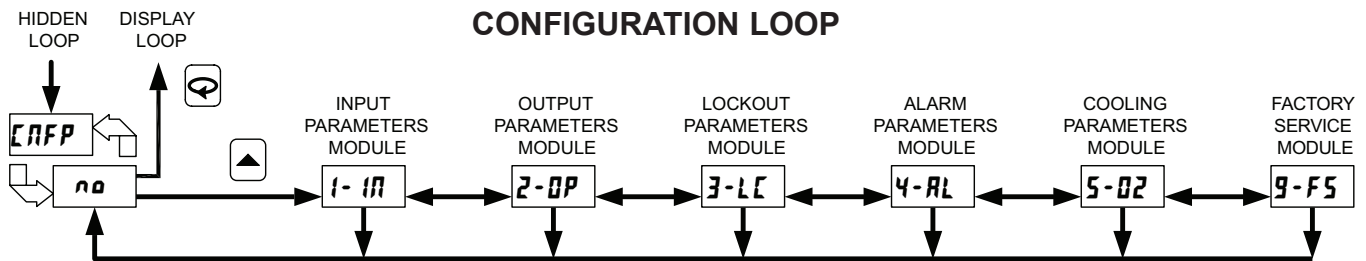 CONFIGURATION LOOP
HIDDEN
LOOP
DISPLAY
LOOP
CNFP
no
INPUT
PARAMETERS
MODULE
1-IN
OUTPUT
PARAMETERS
MODULE
2-OP
LOCKOUT
PARAMETERS
MODULE
3-LC
ALARM
PARAMETERS
MODULE
4-AL
COOLING
PARAMETERS
MODULE
5-O2
FACTORY
SERVICE
MODULE
9-FS